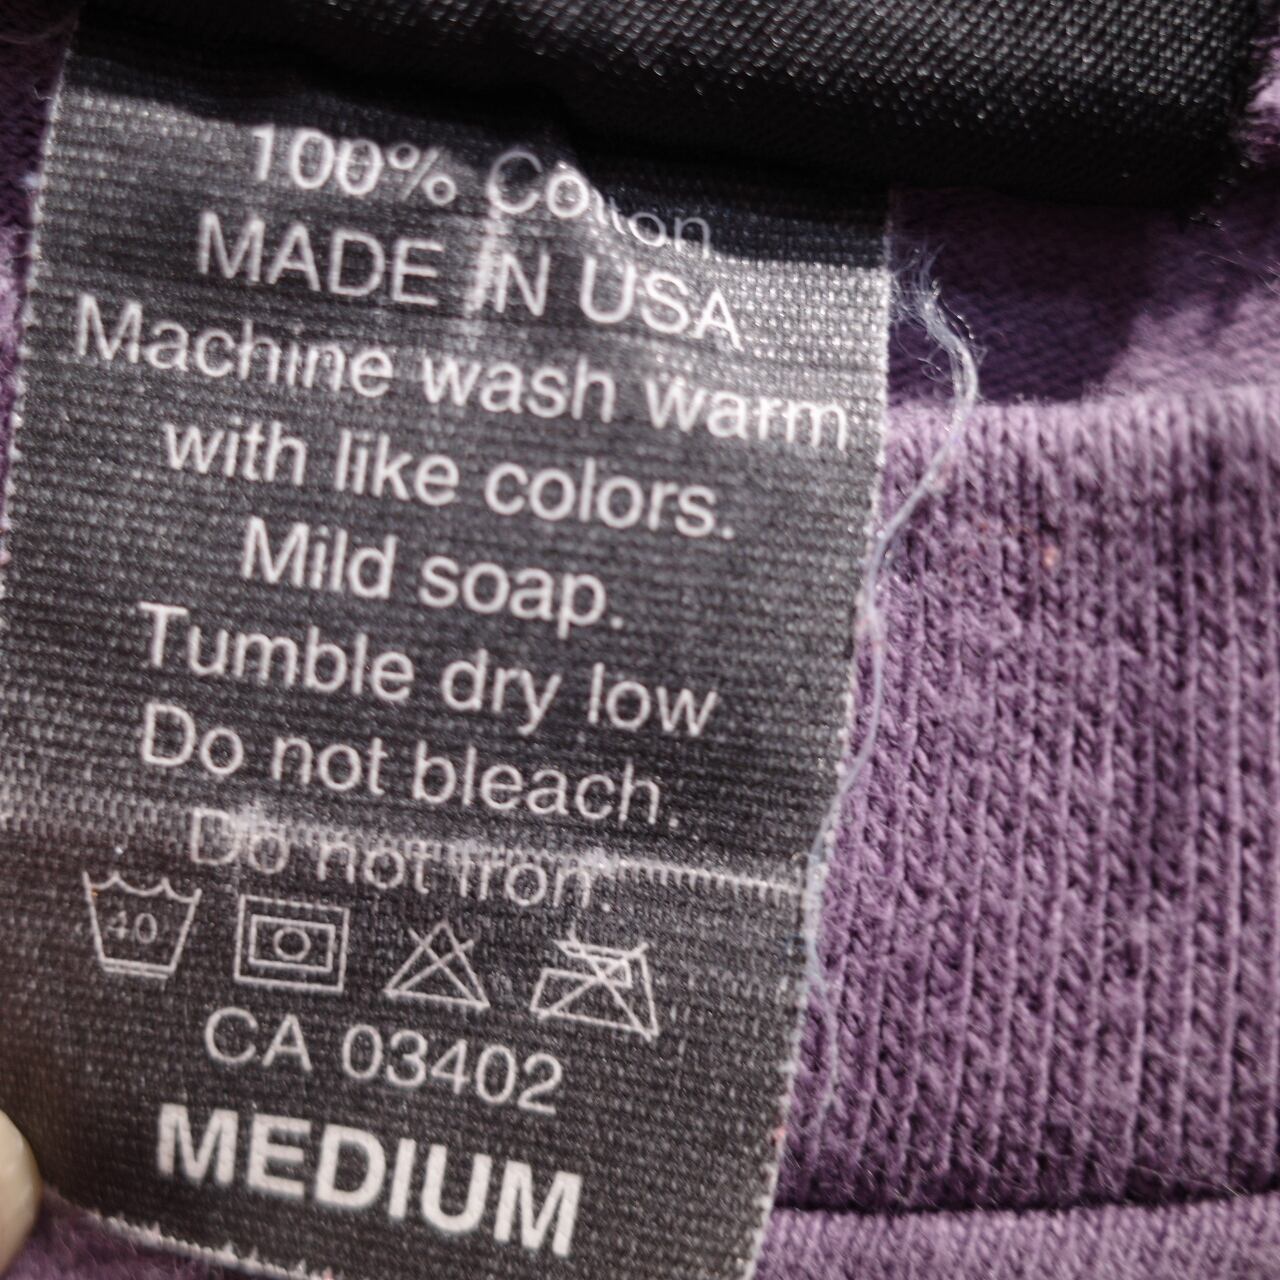 100% Cotton
MADE IN USA
Machine wash warm
with like colors.
Mild soap.
Tumble dry low
Do not bleach.
Do not iron.
40
CA 03402
MEDIUM